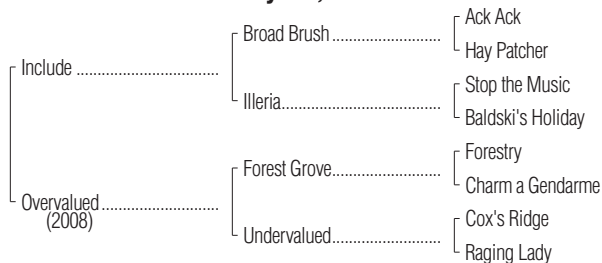 Ack Ack
Broad Brush
Hay Patcher
Include
Stop the Music
Illeria
Baldski's Holiday
Forestry
Forest Grove
Charm a Gendarme
Overvalued
(2008)
Cox's Ridge
Undervalued
Raging Lady